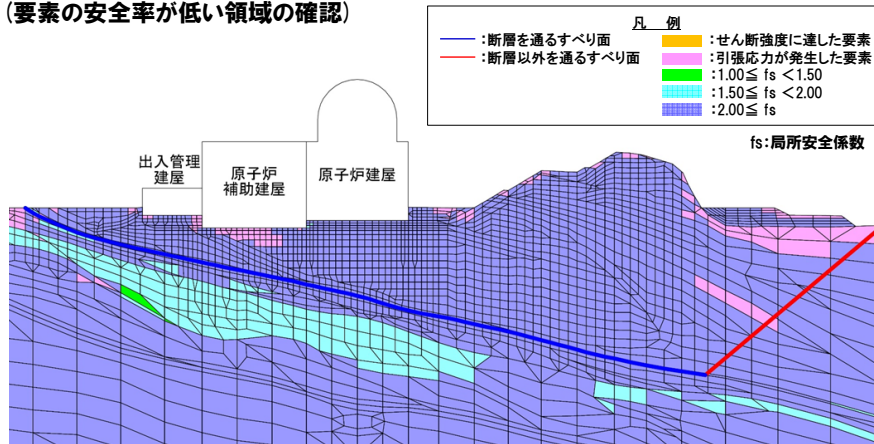 (要素の安全率が低い領域の確認)
凡 例
:断層を通るすべり面
:断層以外を通るすべり面
:せん断強度に達した要素
:引張応力が発生した要素
:1.00≦ fs <1.50
:1.50≦ fs <2.00
:2.00≦ fs
fs:局所安全係数
出入管理
建屋
原子炉
補助建屋
原子炉建屋